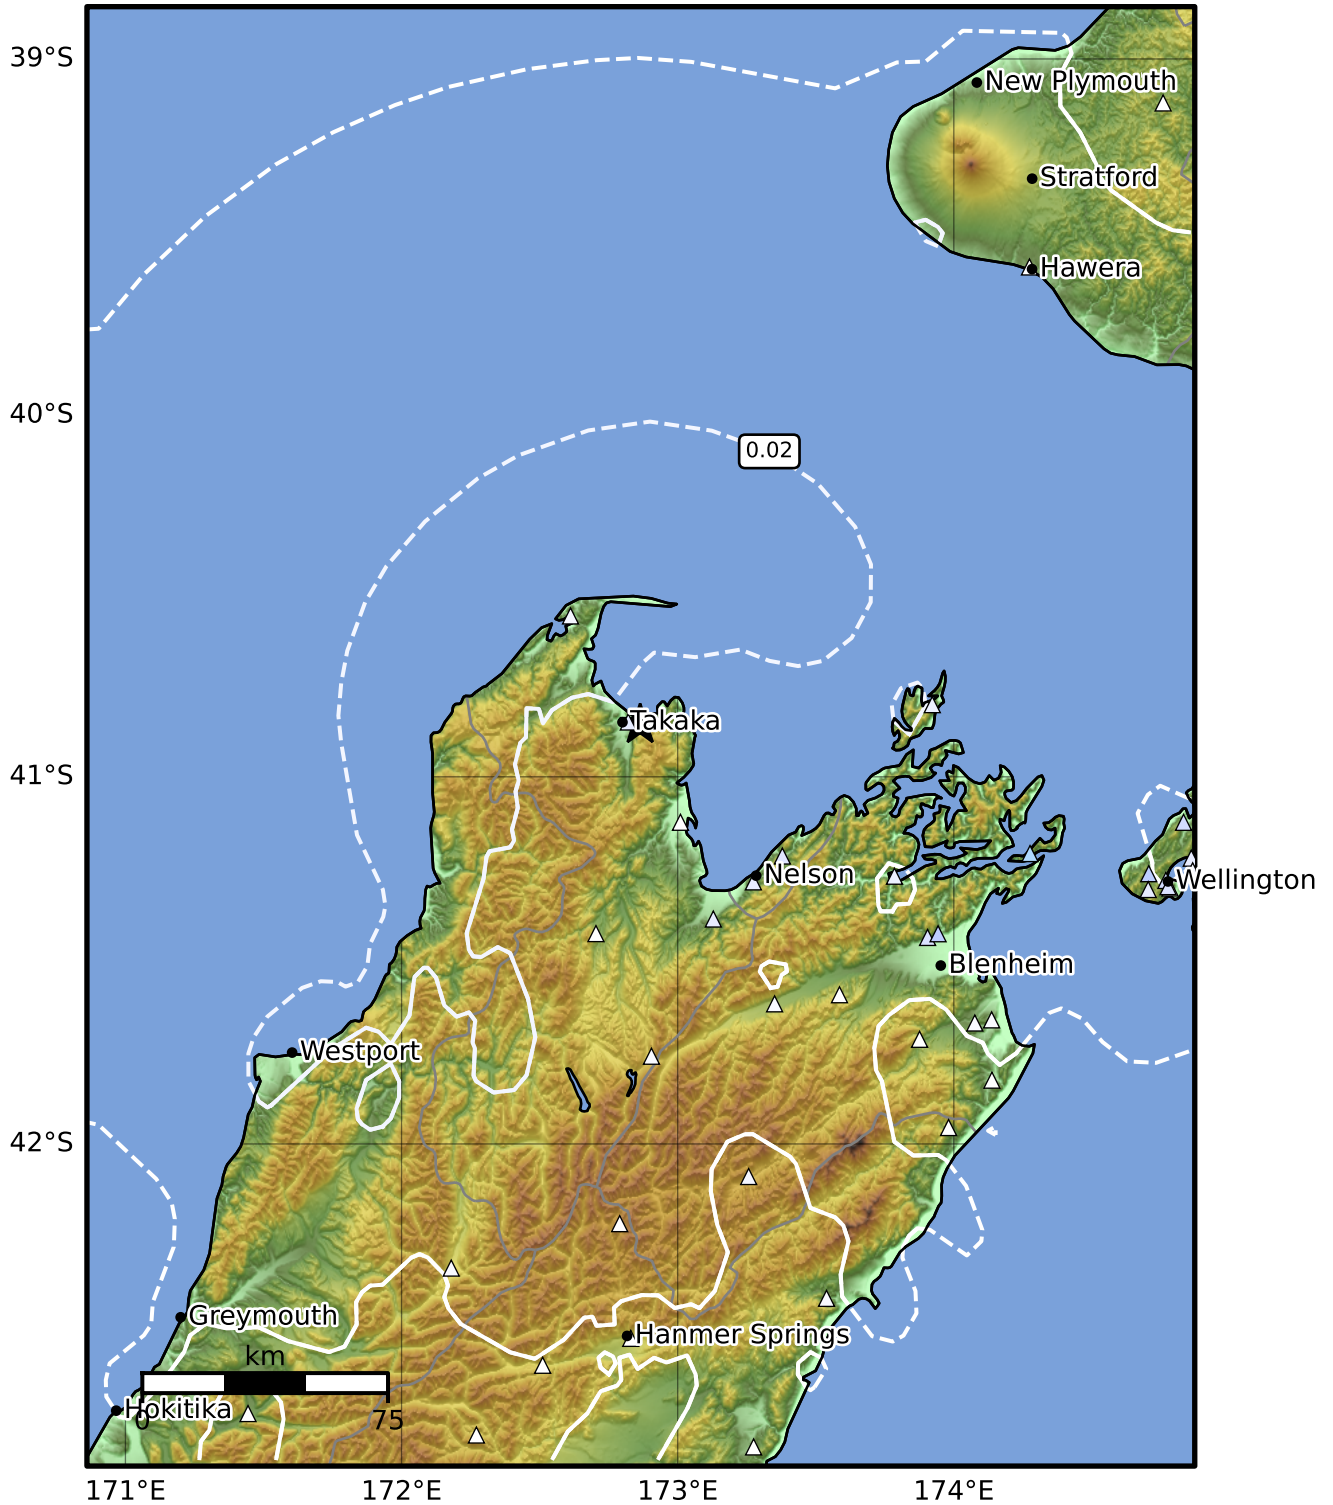 39°S
New Plymouth
Stratford
Hawera
40°S
0.02
Takaka
41°S
Nelson
Wellington
Blenheim
Westport
42°S
Greymouth
Hanmer Springs
km
Hokitika
0
75
171°E
172°E
173°E
174°E